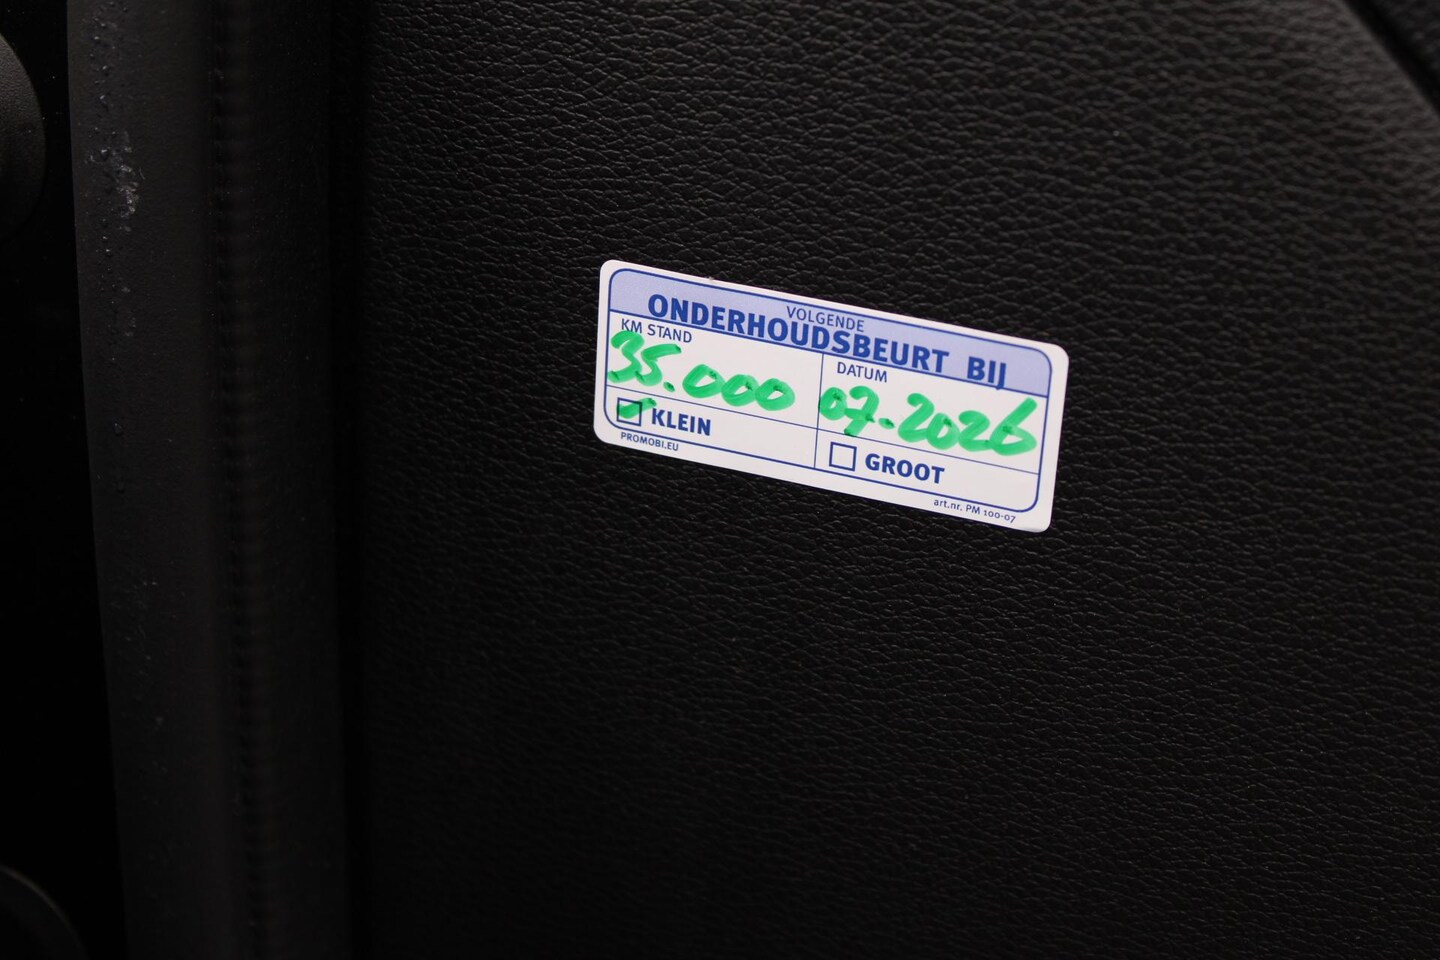 VOLGENDE
ONDERHOUDSBEURT BIJ
KM STAND DATUM
35.000 07-2026
KLEIN GROOT
PROMOBI.EU art.nr. PM 100-07